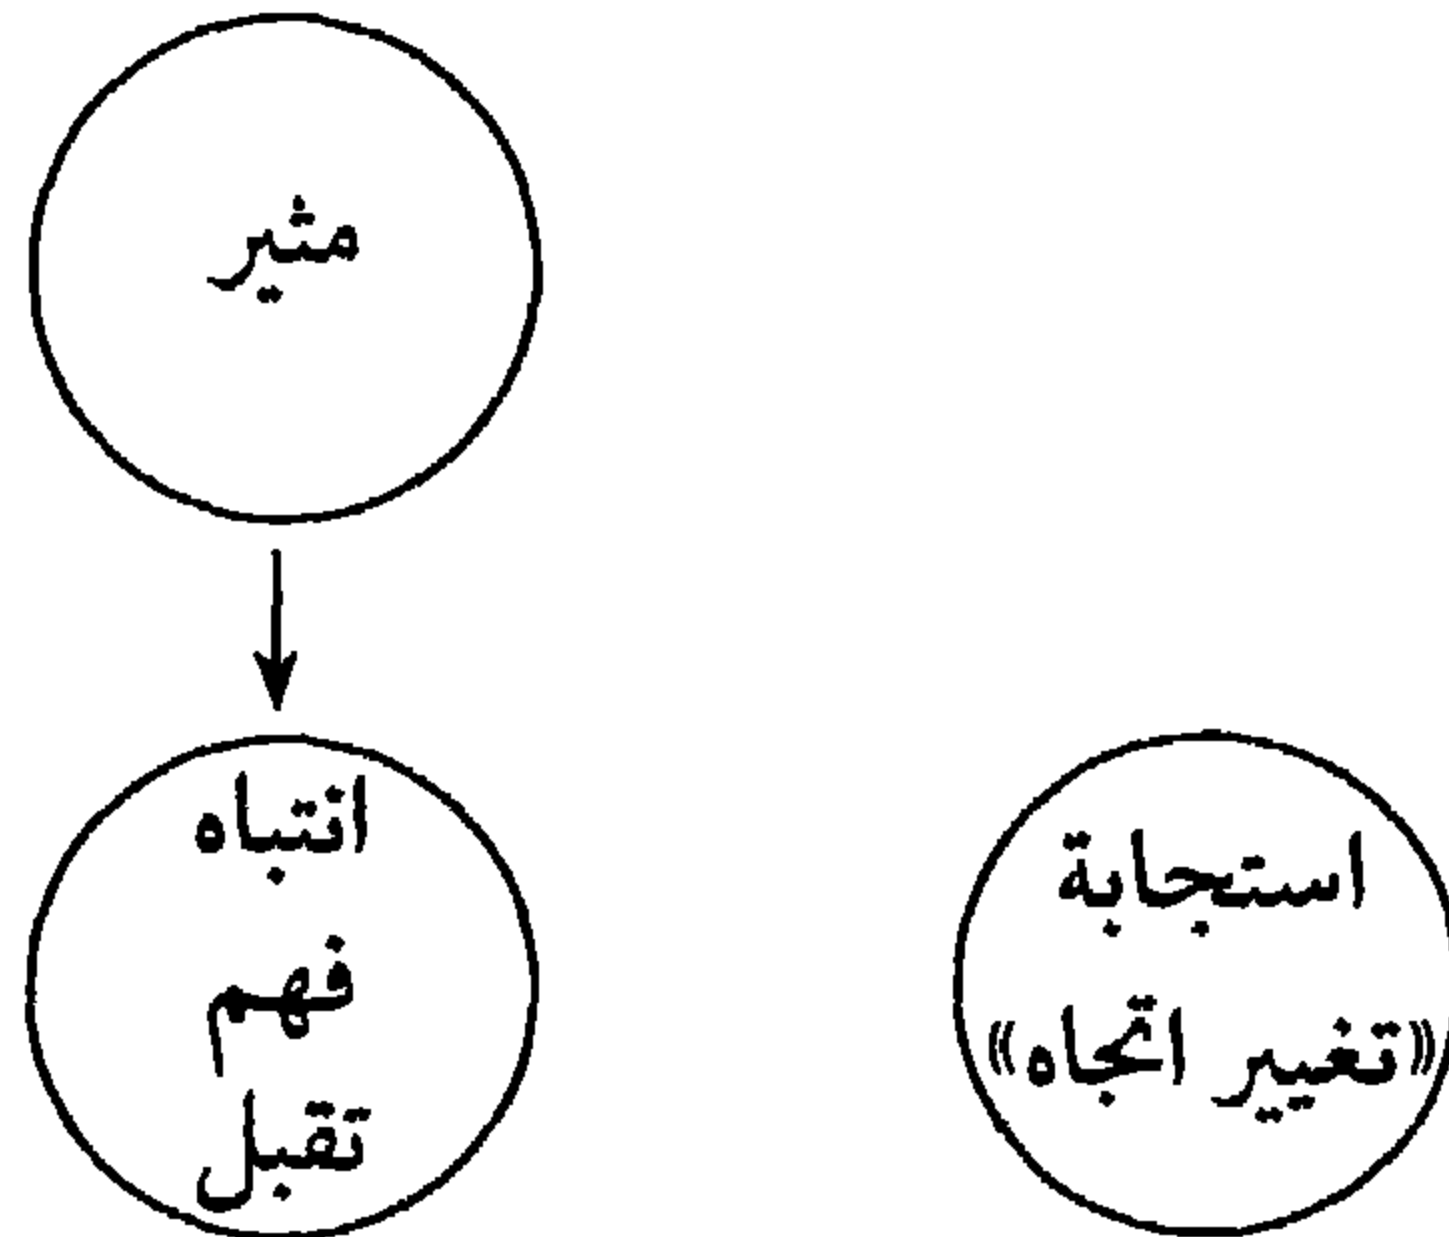 مثير
انتباه
فهم
تقبل
استجابة
«تغيير اتجاه»